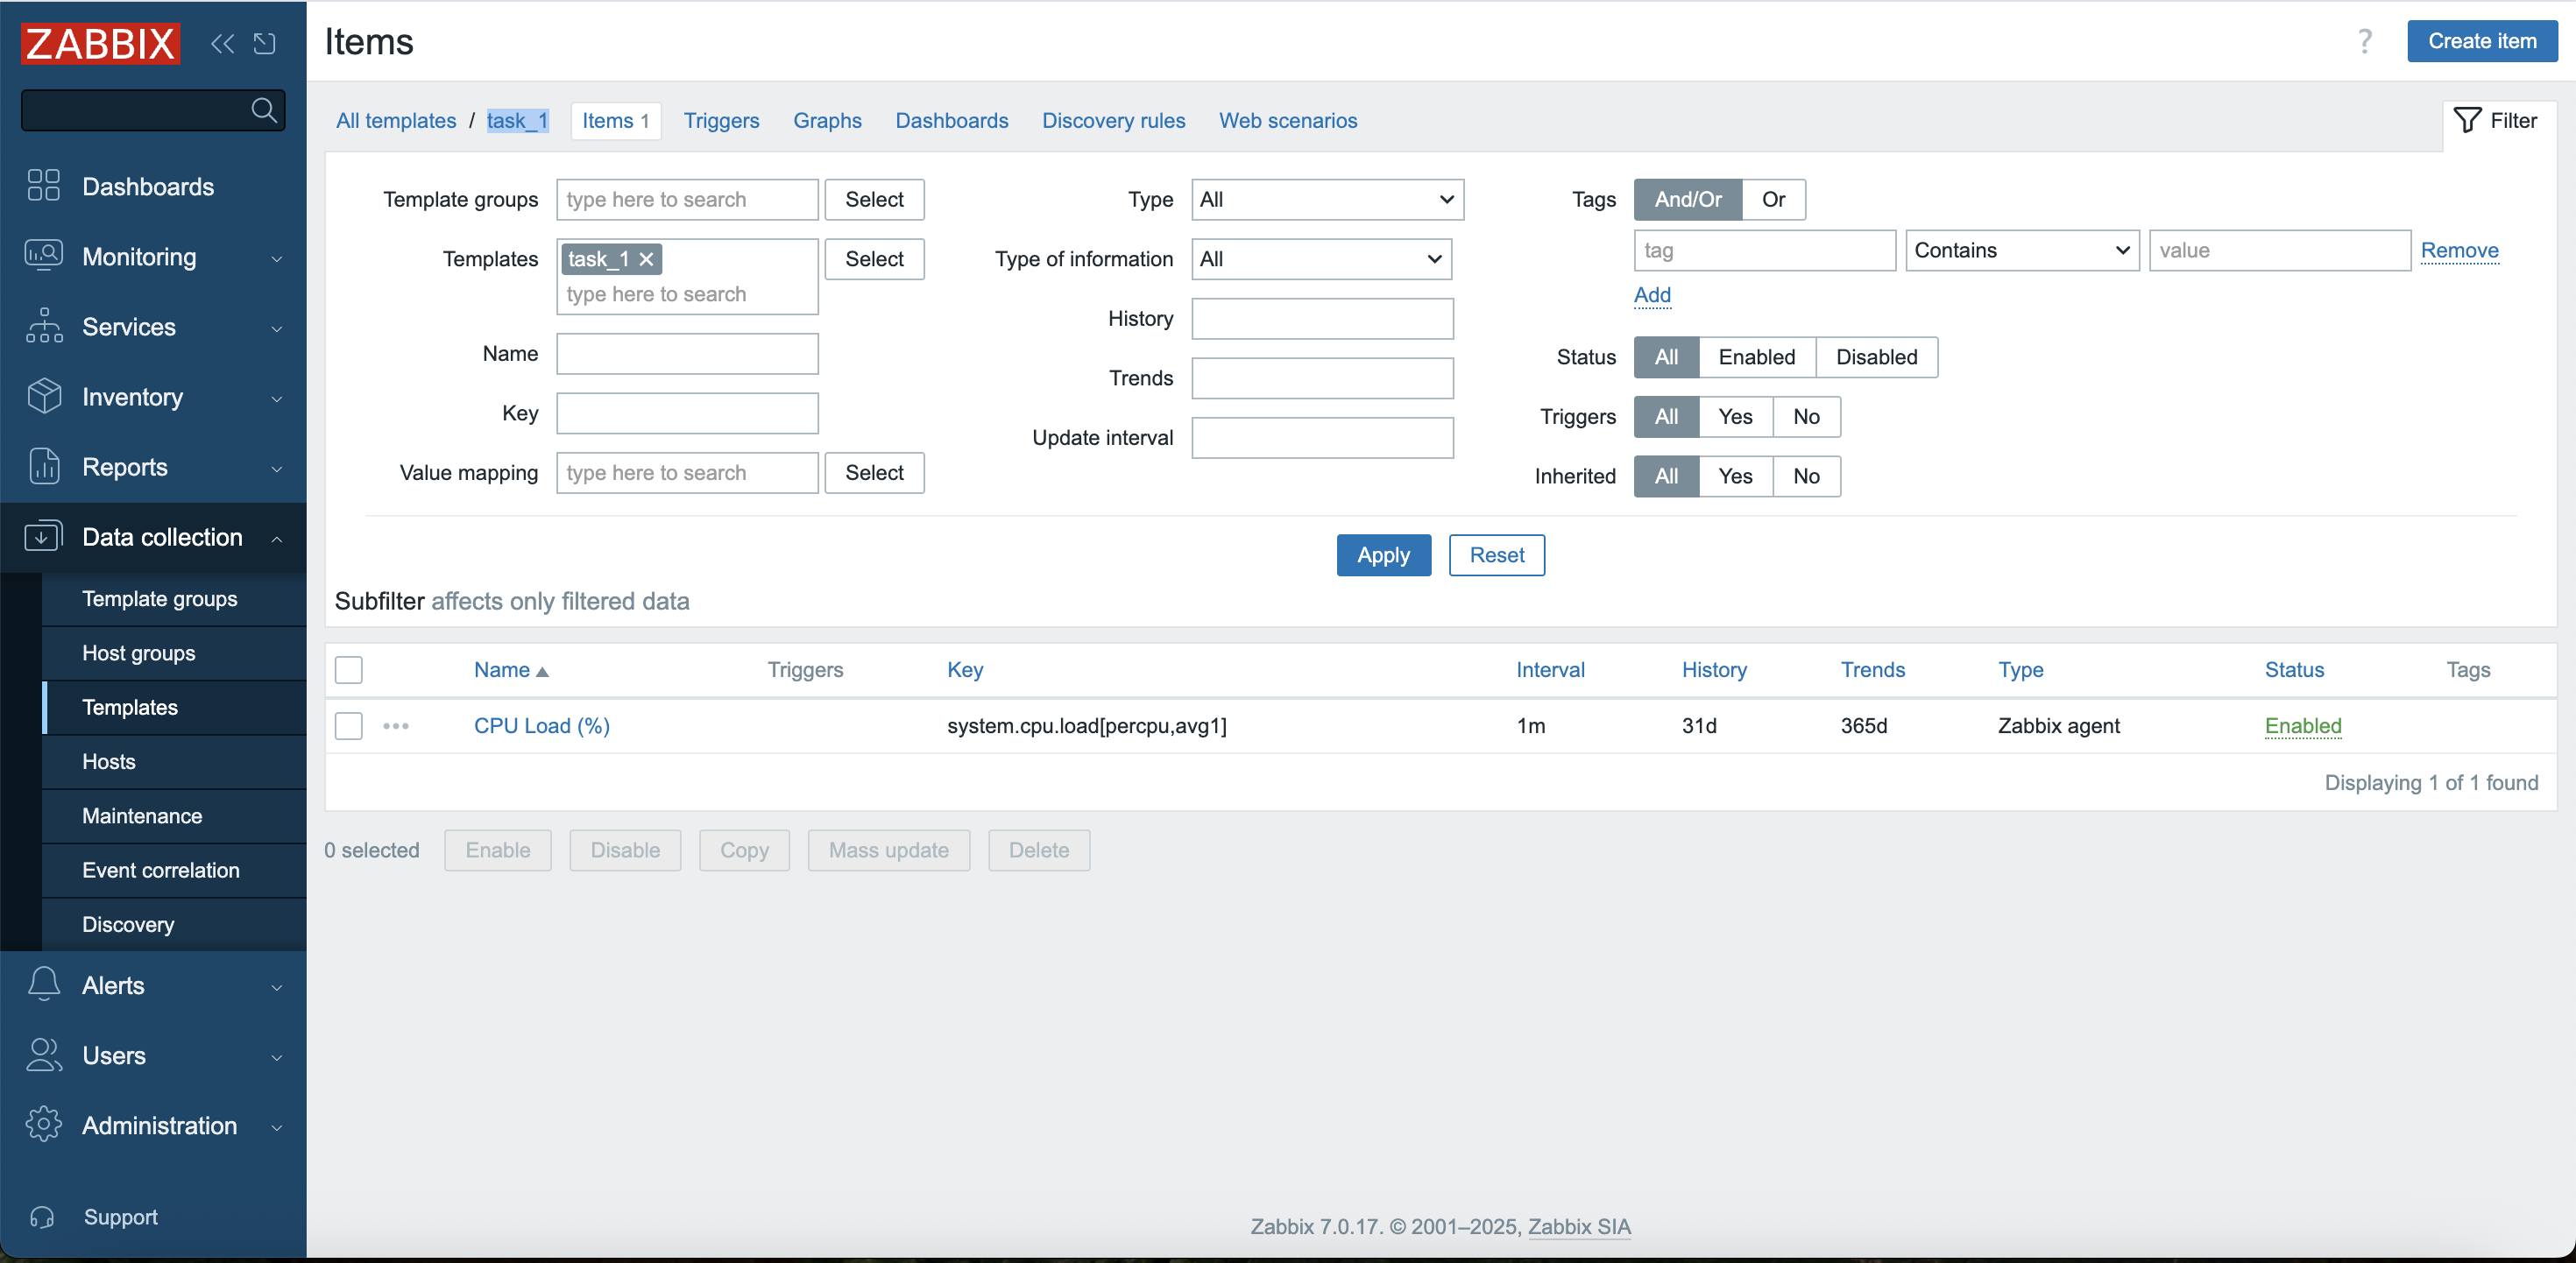 ZABBIX
Items
?
Create item
All templates / task_1 Items 1 Triggers Graphs Dashboards Discovery rules Web scenarios
Filter
Dashboards
Monitoring
Services
Inventory
Reports
Data collection
Template groups
Host groups
Templates
Hosts
Maintenance
Event correlation
Discovery
Alerts
Users
Administration
Support
Template groups type here to search Select
Templates task_1 Select
type here to search
Name
Key
Value mapping type here to search Select
Type All
Type of information All
History
Trends
Update interval
Tags And/Or Or
tag Contains value Remove
Add
Status All Enabled Disabled
Triggers All Yes No
Inherited All Yes No
Apply Reset
Subfilter affects only filtered data
Name Triggers Key Interval History Trends Type Status Tags
CPU Load (%) system.cpu.load[percpu,avg1] 1m 31d 365d Zabbix agent Enabled
Displaying 1 of 1 found
0 selected Enable Disable Copy Mass update Delete
Zabbix 7.0.17. © 2001–2025, Zabbix SIA